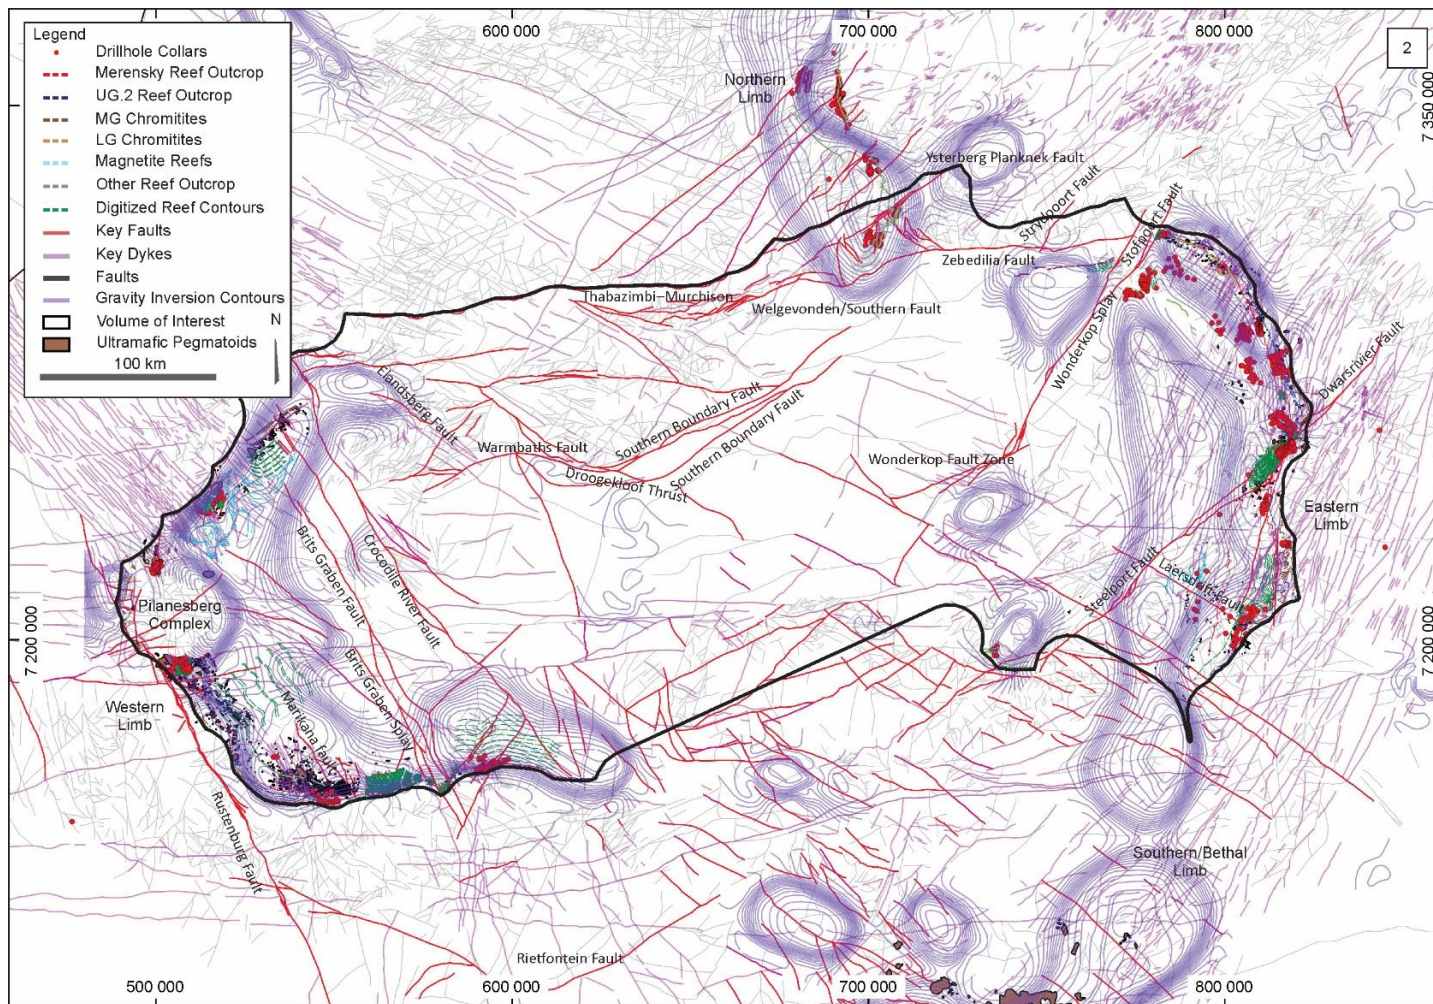 600 000
700 000
800 000
2
Legend
Drillhole Collars
Merensky Reef Outcrop
UG.2 Reef Outcrop
MG Chromitites
LG Chromitites
Magnetite Reefs
Other Reef Outcrop
Digitized Reef Contours
Key Faults
Key Dykes
Faults
Gravity Inversion Contours
Volume of Interest
N
Ultramafic Pegmatoids
100 km
Northern
Limb
7 350 000
Ysterberg Planknek Fault
Strydpoort Fault
Stofpoort Fault
Zebedilia Fault
Thabazimbi–Murchison
Welgevonden/Southern Fault
Wonderkop Splay
Dwarsrivier Fault
Elandsberg Fault
Southern Boundary Fault
Southern Boundary Fault
Warmbaths Fault
Droogekloof Thrust
Wonderkop Fault Zone
Eastern
Limb
Brits Graben Fault
Crocodile River Fault
Steelport Fault
Laersdrift Fault
Pilanesberg
Complex
7 200 000
7 200 000
Western
Limb
Marikana fault
Brits Graben Splay
Rustenburg Fault
Southern/Bethal
Limb
Rietfontein Fault
500 000
600 000
700 000
800 000